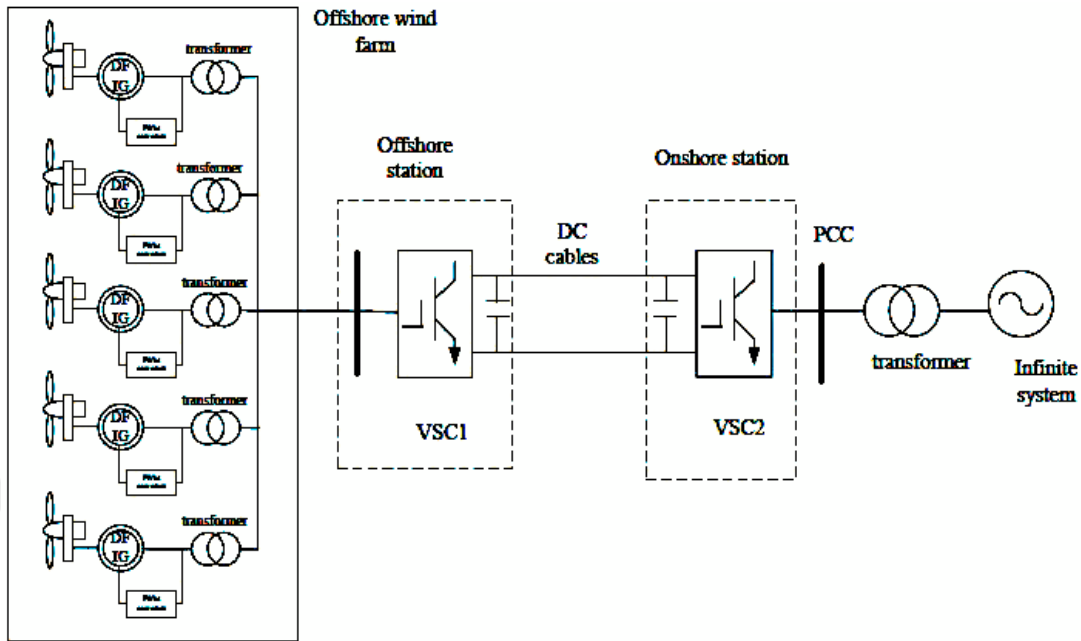 Offshore wind
farm
transformer
DF
IG
transformer
DF
IG
transformer
DF
IG
transformer
DF
IG
transformer
DF
IG
Offshore
station
VSC1
DC
cables
Onshore station
VSC2
PCC
transformer
Infinite
system